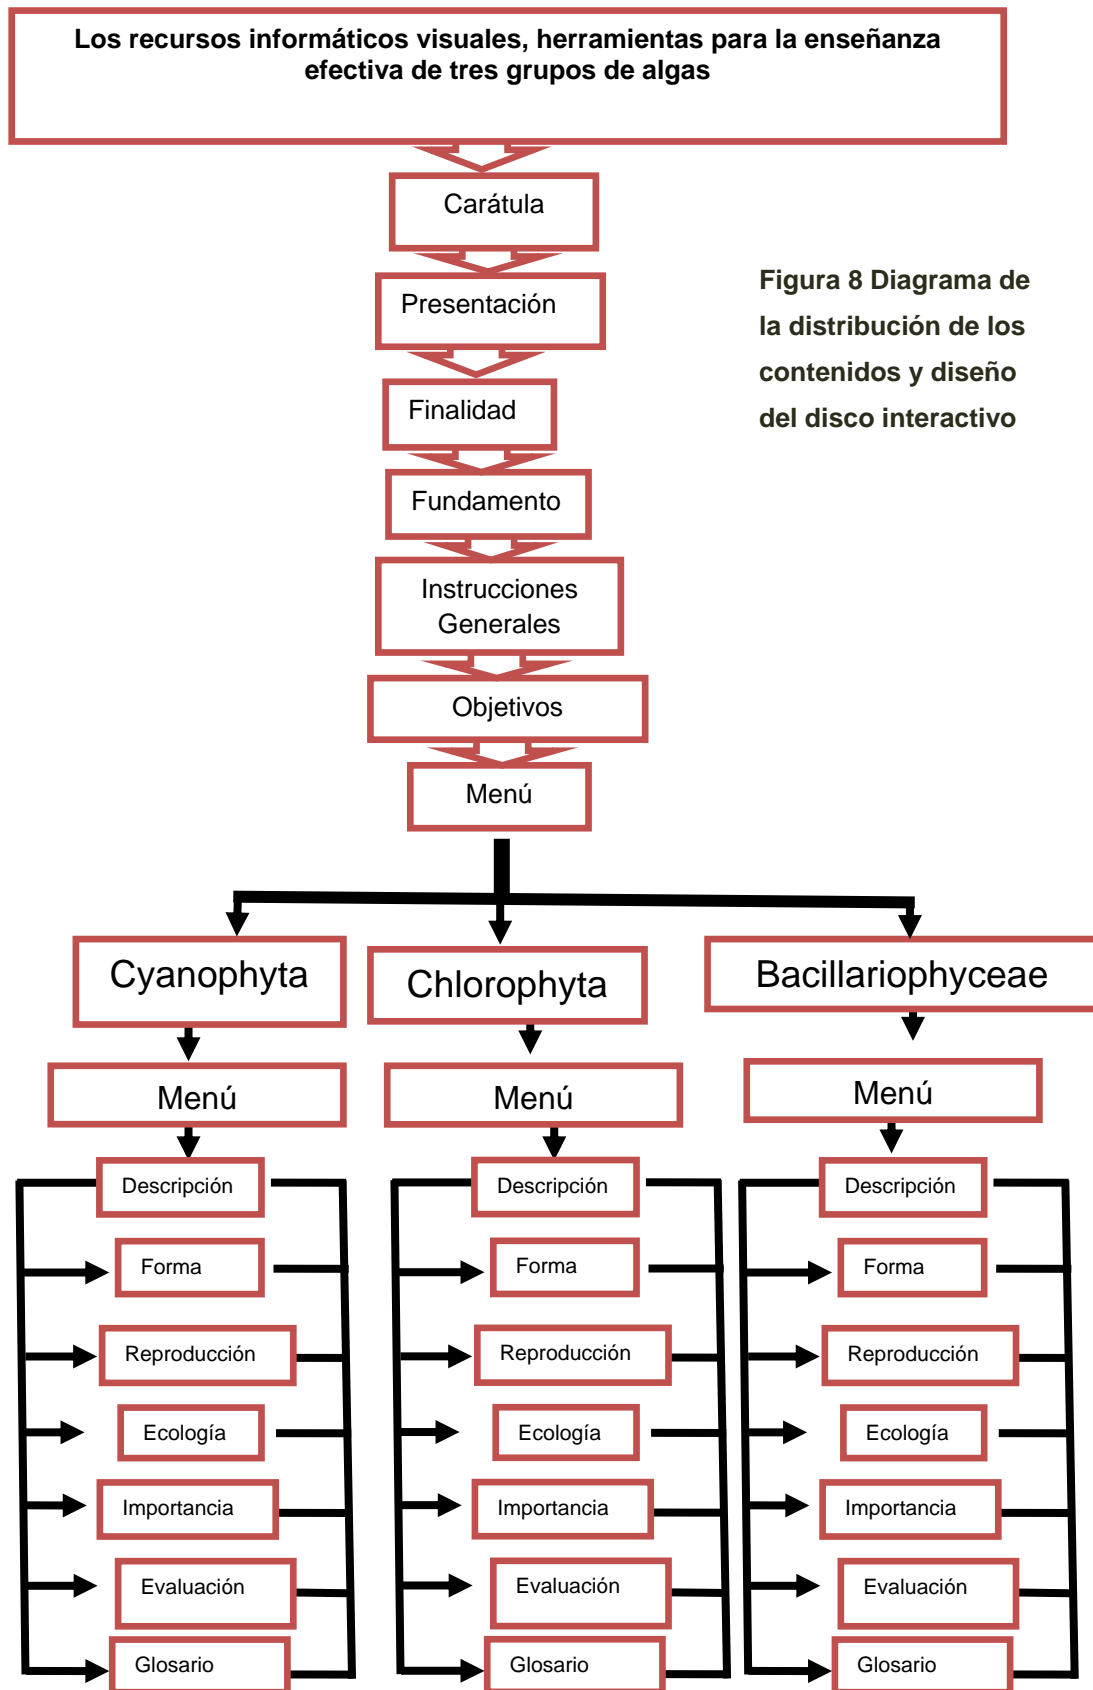 Los recursos informáticos visuales, herramientas para la enseñanza
efectiva de tres grupos de algas
Carátula
Presentación
Figura 8 Diagrama de
la distribución de los
contenidos y diseño
del disco interactivo
Finalidad
Fundamento
Instrucciones
Generales
Objetivos
Menú
Cyanophyta
Chlorophyta
Bacillariophyceae
Menú
Menú
Menú
Descripción
Descripción
Descripción
Forma
Forma
Forma
Reproducción
Reproducción
Reproducción
Ecología
Ecología
Ecología
Importancia
Importancia
Importancia
Evaluación
Evaluación
Evaluación
Glosario
Glosario
Glosario